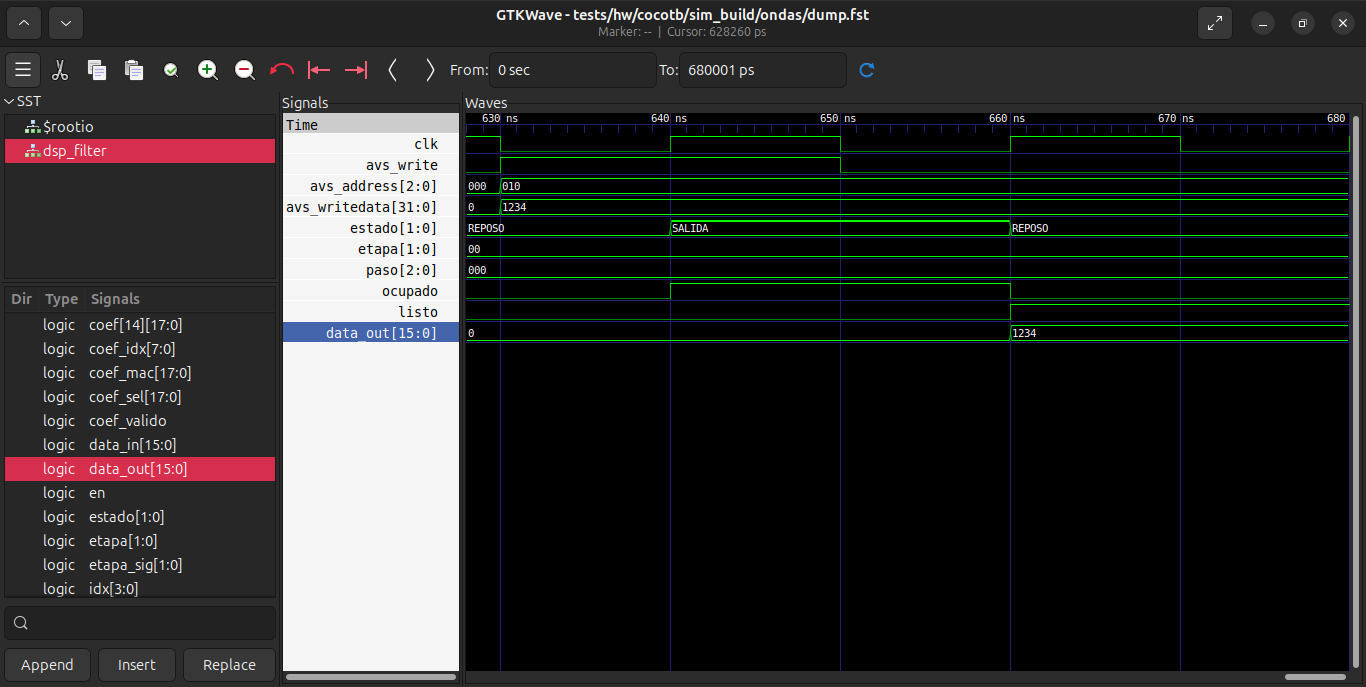 GTKWave - tests/hw/cocotb/sim_build/ondas/dump.fst
Marker: -- | Cursor: 628260 ps
From: 0 sec To: 680001 ps
SST
$rootio
dsp_filter
Dir Type Signals
logic coef[14][17:0]
logic coef_idx[7:0]
logic coef_mac[17:0]
logic coef_sel[17:0]
logic coef_valido
logic data_in[15:0]
logic data_out[15:0]
logic en
logic estado[1:0]
logic etapa[1:0]
logic etapa_sig[1:0]
logic idx[3:0]
Append Insert Replace
Signals
Time
clk
avs_write
avs_address[2:0]
avs_writedata[31:0]
estado[1:0]
etapa[1:0]
paso[2:0]
ocupado
listo
data_out[15:0]
Waves
630 ns 640 ns 650 ns 660 ns 670 ns 680
000 010
0 1234
REPOSO SALIDA REPOSO
00
000
0 1234